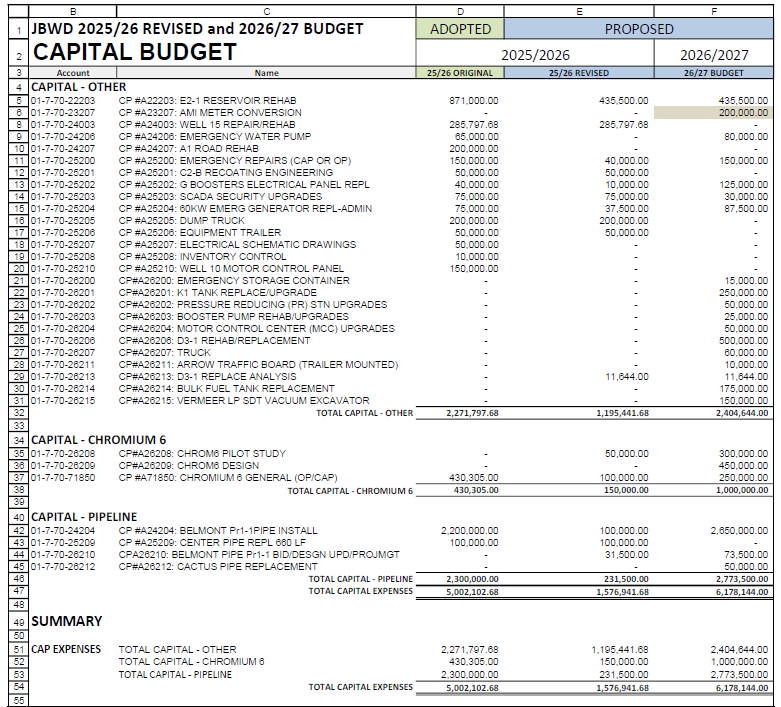 B C D E F
1 JBWD 2025/26 REVISED and 2026/27 BUDGET ADOPTED PROPOSED
2 CAPITAL BUDGET 2025/2026 2026/2027
3 Account Name 25/26 ORIGINAL 25/26 REVISED 26/27 BUDGET
4 CAPITAL - OTHER
5 01-7-70-22203 CP #A22203: E2-1 RESERVOIR REHAB 871,000.00 435,500.00 435,500.00
6 01-7-70-23207 CP #A23207: AMI METER CONVERSION - - 200,000.00
8 01-7-70-24003 CP #A24003: WELL 15 REPAIR/REHAB 285,797.68 285,797.68 -
9 01-7-70-24206 CP #A24206: EMERGENCY WATER PUMP 65,000.00 - 80,000.00
10 01-7-70-24207 CP #A24207: A1 ROAD REHAB 200,000.00 - -
11 01-7-70-25200 CP #A25200: EMERGENCY REPAIRS (CAP OR OP) 150,000.00 40,000.00 150,000.00
12 01-7-70-25201 CP #A25201: C2-B RECOATING ENGINEERING 50,000.00 50,000.00 -
13 01-7-70-25202 CP #A25202: G BOOSTERS ELECTRICAL PANEL REPL 40,000.00 10,000.00 125,000.00
14 01-7-70-25203 CP #A25203: SCADA SECURITY UPGRADES 75,000.00 75,000.00 30,000.00
15 01-7-70-25204 CP #A25204: 60KW EMERG GENERATOR REPL-ADMIN 75,000.00 37,500.00 87,500.00
16 01-7-70-25205 CP #A25205: DUMP TRUCK 200,000.00 200,000.00 -
17 01-7-70-25206 CP #A25206: EQUIPMENT TRAILER 50,000.00 50,000.00 -
18 01-7-70-25207 CP #A25207: ELECTRICAL SCHEMATIC DRAWINGS 50,000.00 - -
19 01-7-70-25208 CP #A25208: INVENTORY CONTROL 10,000.00 - -
20 01-7-70-25210 CP #A25210: WELL 10 MOTOR CONTROL PANEL 150,000.00 - -
21 01-7-70-26200 CP#A26200: EMERGENCY STORAGE CONTAINER - - 15,000.00
22 01-7-70-26201 CP#A26201: K1 TANK REPLACE/UPGRADE - - 250,000.00
23 01-7-70-26202 CP#A26202: PRESSURE REDUCING (PR) STN UPGRADES - - 50,000.00
24 01-7-70-26203 CP#A26203: BOOSTER PUMP REHAB/UPGRADES - - 25,000.00
25 01-7-70-26204 CP#A26204: MOTOR CONTROL CENTER (MCC) UPGRADES - - 50,000.00
26 01-7-70-26206 CP#A26206: D3-1 REHAB/REPLACEMENT - - 500,000.00
27 01-7-70-26207 CP#A26207: TRUCK - - 60,000.00
28 01-7-70-26211 CP#A26211: ARROW TRAFFIC BOARD (TRAILER MOUNTED) - - 10,000.00
29 01-7-70-26213 CP#A26213: D3-1 REPLACE ANALYSIS - 11,644.00 11,644.00
30 01-7-70-26214 CP#A26214: BULK FUEL TANK REPLACEMENT - - 175,000.00
31 01-7-70-26215 CP#A26215: VERMEER LP SDT VACUUM EXCAVATOR - - 150,000.00
32 TOTAL CAPITAL - OTHER 2,271,797.68 1,195,441.68 2,404,644.00
33
34 CAPITAL - CHROMIUM 6
35 01-7-70-26208 CP#A26208: CHROM6 PILOT STUDY - 50,000.00 300,000.00
36 01-7-70-26209 CP#A26209: CHROM6 DESIGN - - 450,000.00
37 01-7-70-71850 CP #A71850: CHROMIUM 6 GENERAL (OP/CAP) 430,305.00 100,000.00 250,000.00
38 TOTAL CAPITAL - CHROMIUM 6 430,305.00 150,000.00 1,000,000.00
39
40 CAPITAL - PIPELINE
42 01-7-70-24204 CP #A24204: BELMONT Pr1-1PIPE INSTALL 2,200,000.00 100,000.00 2,650,000.00
43 01-7-70-25209 CP #A25209: CENTER PIPE REPL 660 LF 100,000.00 100,000.00 -
44 01-7-70-26210 CPA26210: BELMONT PIPE Pr1-1 BID/DESGN UPD/PROJMGT - 31,500.00 73,500.00
45 01-7-70-26212 CP#A26212: CACTUS PIPE REPLACEMENT - - 50,000.00
46 TOTAL CAPITAL - PIPELINE 2,300,000.00 231,500.00 2,773,500.00
47 TOTAL CAPITAL EXPENSES 5,002,102.68 1,576,941.68 6,178,144.00
48
49 SUMMARY
50
51 CAP EXPENSES TOTAL CAPITAL - OTHER 2,271,797.68 1,195,441.68 2,404,644.00
52 TOTAL CAPITAL - CHROMIUM 6 430,305.00 150,000.00 1,000,000.00
53 TOTAL CAPITAL - PIPELINE 2,300,000.00 231,500.00 2,773,500.00
54 TOTAL CAPITAL EXPENSES 5,002,102.68 1,576,941.68 6,178,144.00
55